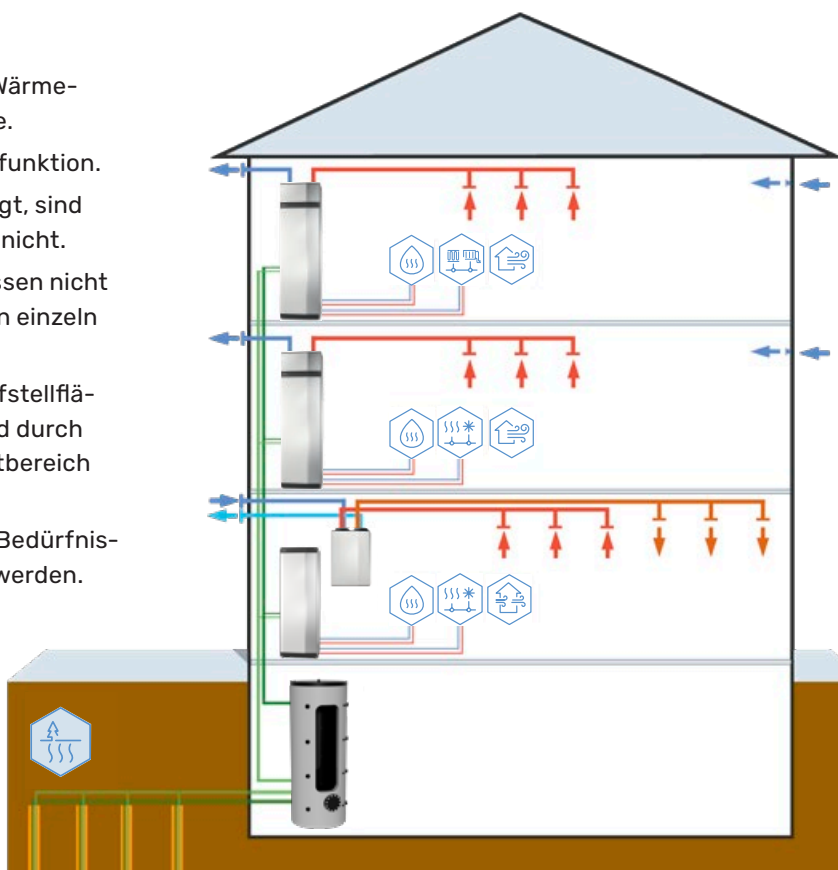 Wärme-
e.
funktion.
gt, sind
nicht.
ssen nicht
n einzeln
fstellflä-
d durch
tbereich
Bedürfnis-
werden.